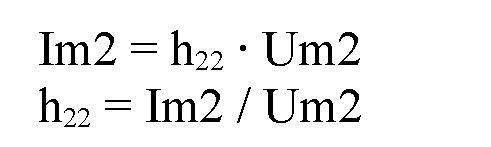 Im2 = h₂₂ · Um2
h₂₂ = Im2 / Um2